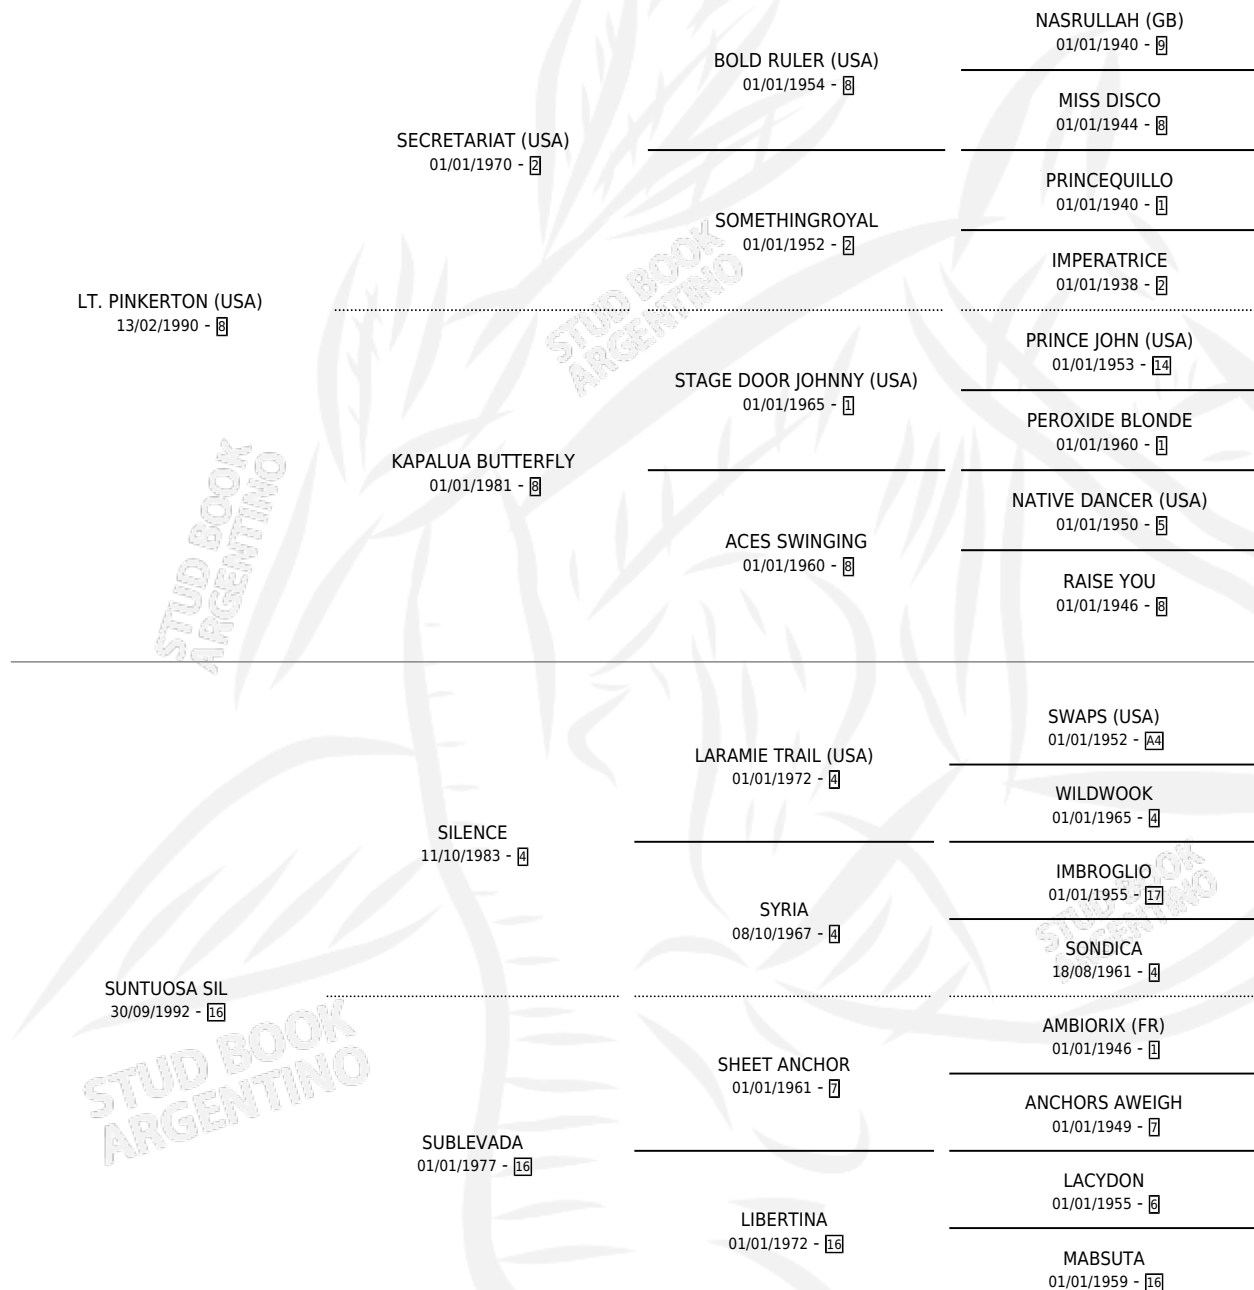 NASRULLAH (GB)
01/01/1940 - 9
BOLD RULER (USA)
01/01/1954 - 8
MISS DISCO
01/01/1944 - 8
SECRETARIAT (USA)
01/01/1970 - 2
PRINCEQUILLO
01/01/1940 - 1
SOMETHINGROYAL
01/01/1952 - 2
IMPERATRICE
01/01/1938 - 2
LT. PINKERTON (USA)
13/02/1990 - 8
PRINCE JOHN (USA)
01/01/1953 - 14
STAGE DOOR JOHNNY (USA)
01/01/1965 - 1
PEROXIDE BLONDE
01/01/1960 - 1
KAPALUA BUTTERFLY
01/01/1981 - 8
NATIVE DANCER (USA)
01/01/1950 - 5
ACES SWINGING
01/01/1960 - 8
RAISE YOU
01/01/1946 - 8
SWAPS (USA)
01/01/1952 - A4
LARAMIE TRAIL (USA)
01/01/1972 - 4
WILDWOOK
01/01/1965 - 4
SILENCE
11/10/1983 - 4
IMBROGLIO
01/01/1955 - 17
SYRIA
08/10/1967 - 4
SONDICA
18/08/1961 - 4
SUNTUOSA SIL
30/09/1992 - 16
AMBIORIX (FR)
01/01/1946 - 1
SHEET ANCHOR
01/01/1961 - 7
ANCHORS AWEIGH
01/01/1949 - 7
SUBLEVADA
01/01/1977 - 16
LACYDON
01/01/1955 - 6
LIBERTINA
01/01/1972 - 16
MABSUTA
01/01/1959 - 16
STUD BOOK
ARGENTINO
STUD BOOK
ARGENTINO
STUD BOOK
ARGENTINO
STUD BOOK
ARGENTINO